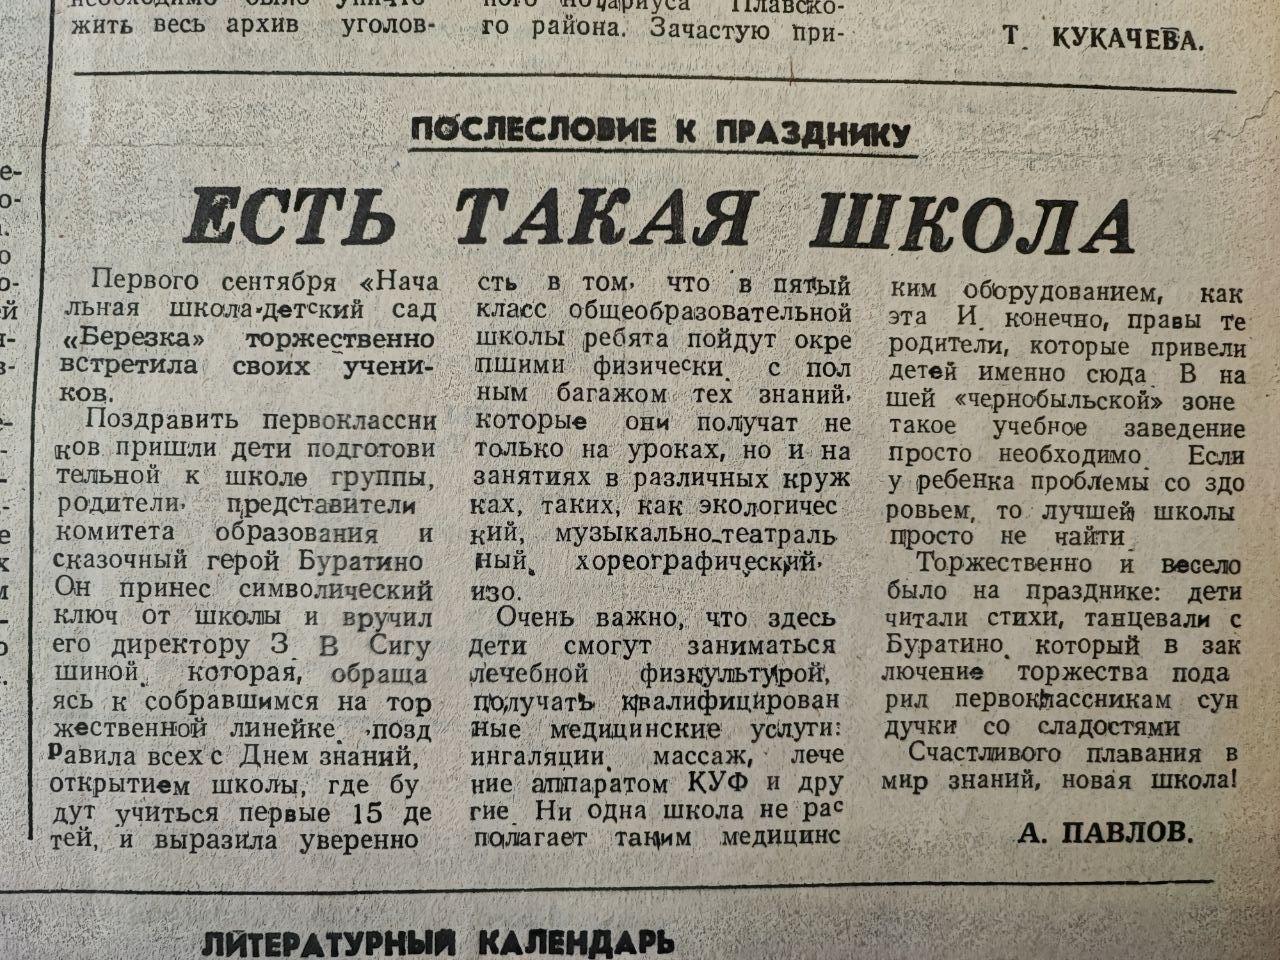 жить весь архив уголов-
ного нотариуса Плавско-
го района. Зачастую при-
Т. КУКАЧЕВА.
ПОСЛЕСЛОВИЕ К ПРАЗДНИКУ
ЕСТЬ ТАКАЯ ШКОЛА
Первого сентября «Нача
льная школа-детский сад
«Березка» торжественно
встретила своих учени-
ков.
Поздравить первоклассни
ков пришли дети подготови
тельной к школе группы,
родители, представители
комитета образования и
сказочный герой Буратино
Он принес символический
ключ от школы и вручил
его директору З. В Сигу
шиной, которая, обраща
ясь к собравшимся на тор
жественной линейке, позд
равила всех с Днем знаний,
открытием школы, где бу
дут учиться первые 15 де
тей, и выразила уверенно
сть в том, что в пятый
класс общеобразовательной
школы ребята пойдут окре
пшими физически, с пол
ным багажом тех знаний,
которые они получат не
только на уроках, но и на
занятиях в различных круж
ках, таких, как экологичес
кий, музыкально-театраль
ный, хореографический,
изо.
Очень важно, что здесь
дети смогут заниматься
лечебной физкультурой,
получать квалифицирован
ные медицинские услуги:
ингаляции, массаж, лече
ние аппаратом КУФ и дру
гие. Ни одна школа не рас
полагает таким медицинс
ким оборудованием, как
эта И, конечно, правы те
родители, которые привели
детей именно сюда. В на
шей «чернобыльской» зоне
такое учебное заведение
просто необходимо. Если
у ребенка проблемы со здо
ровьем, то лучшей школы
просто не найти.
Торжественно и весело
было на празднике: дети
читали стихи, танцевали с
Буратино, который в зак
лючение торжества пода
рил первоклассникам сун
дучки со сладостями
Счастливого плавания в
мир знаний, новая школа!
А. ПАВЛОВ.
ЛИТЕРАТУРНЫЙ КАЛЕНДАРЬ